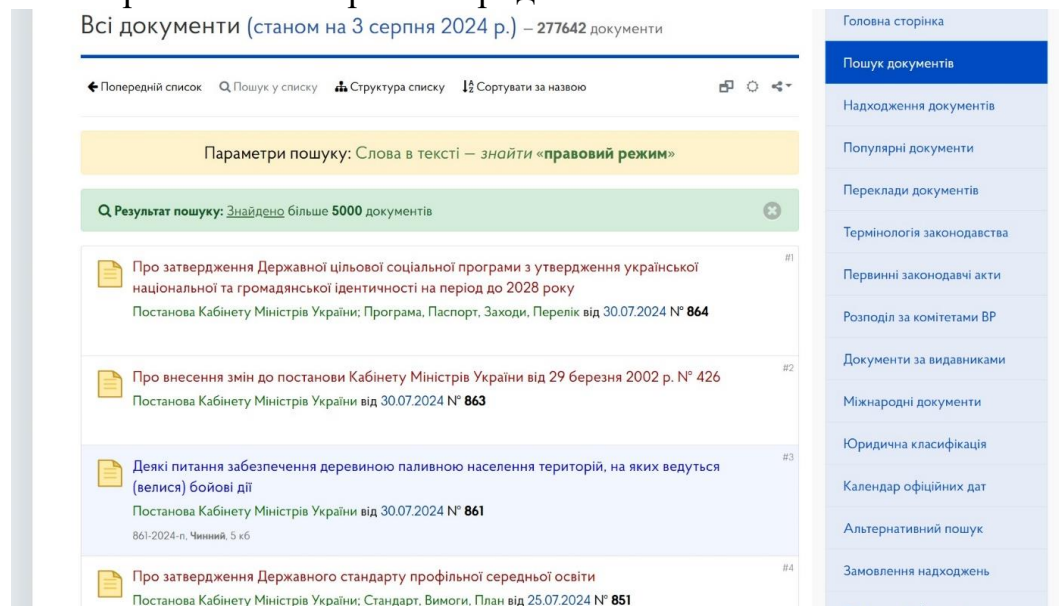 Всі документи (станом на 3 серпня 2024 р.) – 277642 документи
Попередній список Пошук у списку Структура списку Сортувати за назвою
Параметри пошуку: Слова в тексті – знайти «правовий режим»
Результат пошуку: Знайдено більше 5000 документів
#1
Про затвердження Державної цільової соціальної програми з утвердження української
національної та громадянської ідентичності на період до 2028 року
Постанова Кабінету Міністрів України; Програма, Паспорт, Заходи, Перелік від 30.07.2024 № 864
#2
Про внесення змін до постанови Кабінету Міністрів України від 29 березня 2002 р. № 426
Постанова Кабінету Міністрів України від 30.07.2024 № 863
#3
Деякі питання забезпечення деревиною паливною населення територій, на яких ведуться
(велися) бойові дії
Постанова Кабінету Міністрів України від 30.07.2024 № 861
861-2024-п, Чинний, 5 кб
#4
Про затвердження Державного стандарту профільної середньої освіти
Постанова Кабінету Міністрів України; Стандарт, Вимоги, План від 25.07.2024 № 851
Головна сторінка
Пошук документів
Надходження документів
Популярні документи
Переклади документів
Термінологія законодавства
Первинні законодавчі акти
Розподіл за комітетами ВР
Документи за видавниками
Міжнародні документи
Юридична класифікація
Календар офіційних дат
Альтернативний пошук
Замовлення надходжень